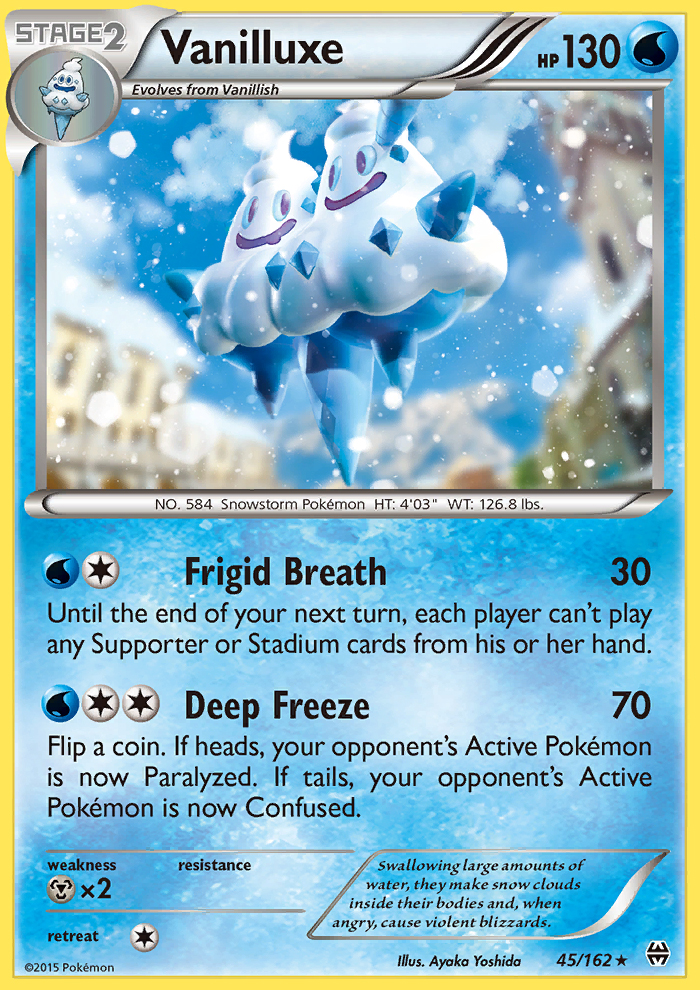 STAGE2
Vanilluxe
HP130
Evolves from Vanillish
NO. 584 Snowstorm Pokémon HT: 4'03" WT: 126.8 lbs.
Frigid Breath 30
Until the end of your next turn, each player can't play
any Supporter or Stadium cards from his or her hand.
Deep Freeze 70
Flip a coin. If heads, your opponent's Active Pokémon
is now Paralyzed. If tails, your opponent's Active
Pokémon is now Confused.
weakness resistance
×2
retreat
Swallowing large amounts of
water, they make snow clouds
inside their bodies and, when
angry, cause violent blizzards.
©2015 Pokémon
Illus. Ayaka Yoshida
45/162 ★